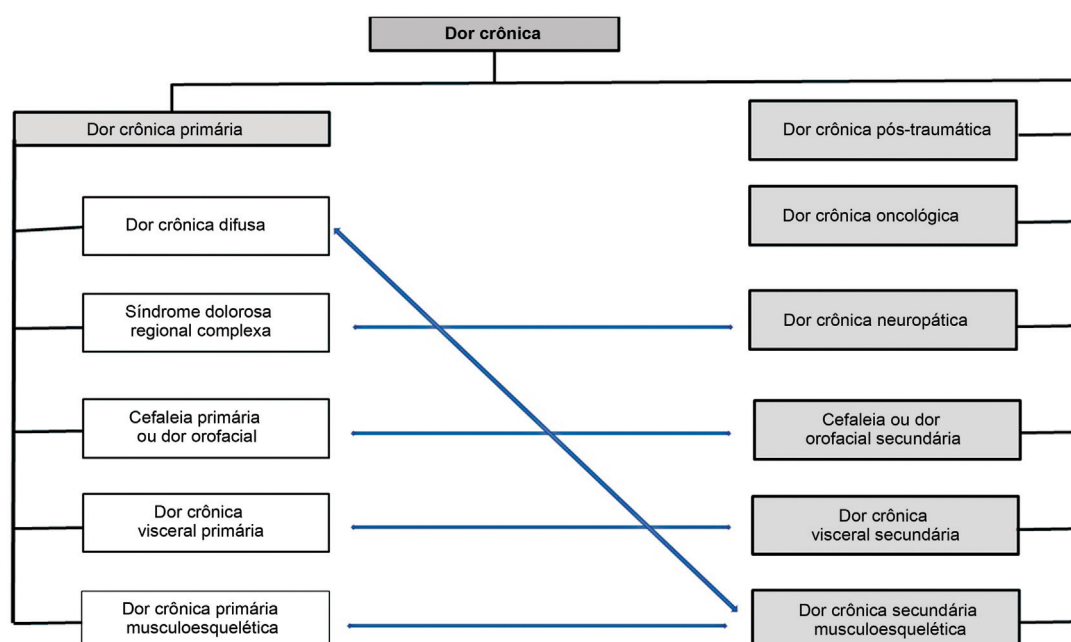 Dor crônica
Dor crônica primária
Dor crônica difusa
Síndrome dolorosa
regional complexa
Cefaleia primária
ou dor orofacial
Dor crônica
visceral primária
Dor crônica primária
musculoesquelética
Dor crônica pós-traumática
Dor crônica oncológica
Dor crônica neuropática
Cefaleia ou dor
orofacial secundária
Dor crônica
visceral secundária
Dor crônica secundária
musculoesquelética